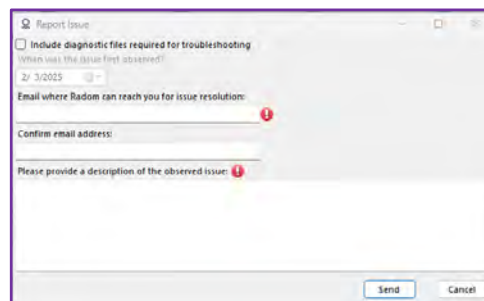 Report Issue
Include diagnostic files required for troubleshooting
When was the issue first observed?
2/ 3/2025
Email where Radom can reach you for issue resolution:
Confirm email address:
Please provide a description of the observed issue:
Send
Cancel